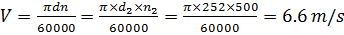 V = πdn/60000 = π×d₂×n₂/60000 = π×252×500/60000 = 6.6 m/s